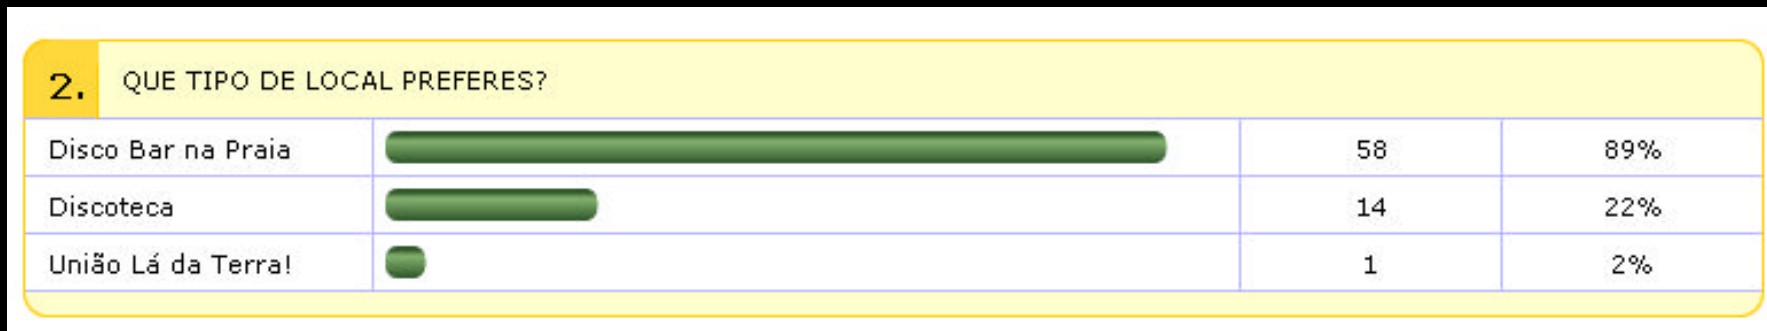 2. QUE TIPO DE LOCAL PREFERES?
Disco Bar na Praia 58 89%
Discoteca 14 22%
União Lá da Terra! 1 2%